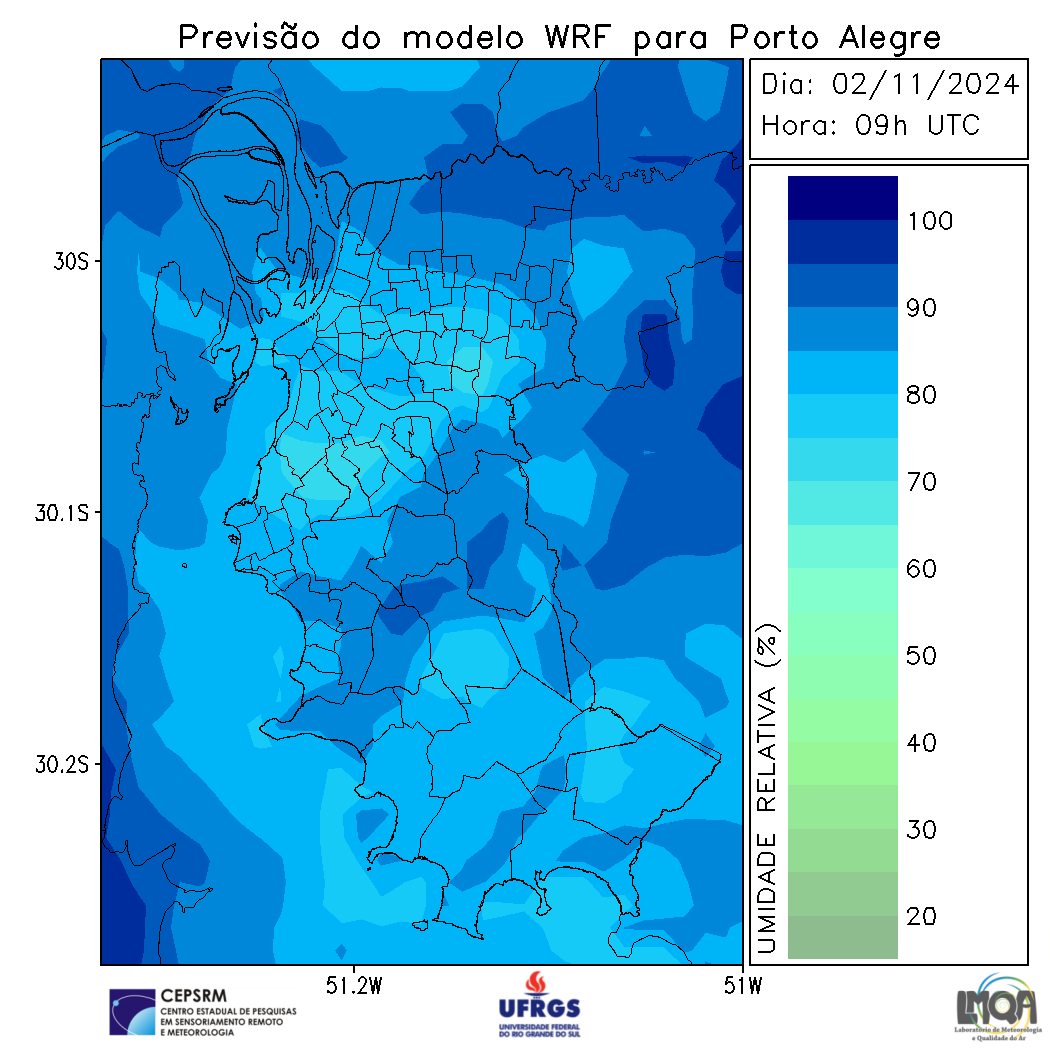 Previsão do modelo WRF para Porto Alegre
Dia: 02/11/2024
Hora: 09h UTC
30S
30.1S
30.2S
51.2W
51W
100
90
80
70
60
50
40
30
20
UMIDADE RELATIVA (%)
CEPSRM
CENTRO ESTADUAL DE PESQUISAS
EM SENSORIAMENTO REMOTO
E METEOROLOGIA
UFRGS
UNIVERSIDADE FEDERAL
DO RIO GRANDE DO SUL
LMQA
Laboratório de Meteorologia
e Qualidade do Ar